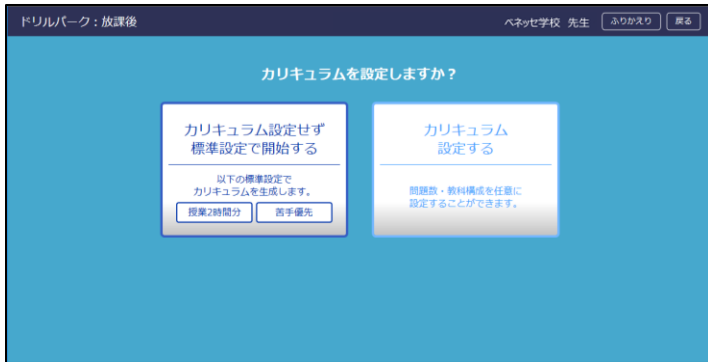 ドリルパーク：放課後
ベネッセ学校 先生
ふりかえり
戻る
カリキュラムを設定しますか？
カリキュラム設定せず
標準設定で開始する
以下の標準設定で
カリキュラムを生成します。
授業2時間分
苦手優先
カリキュラム
設定する
問題数・教科構成を任意に
設定することができます。